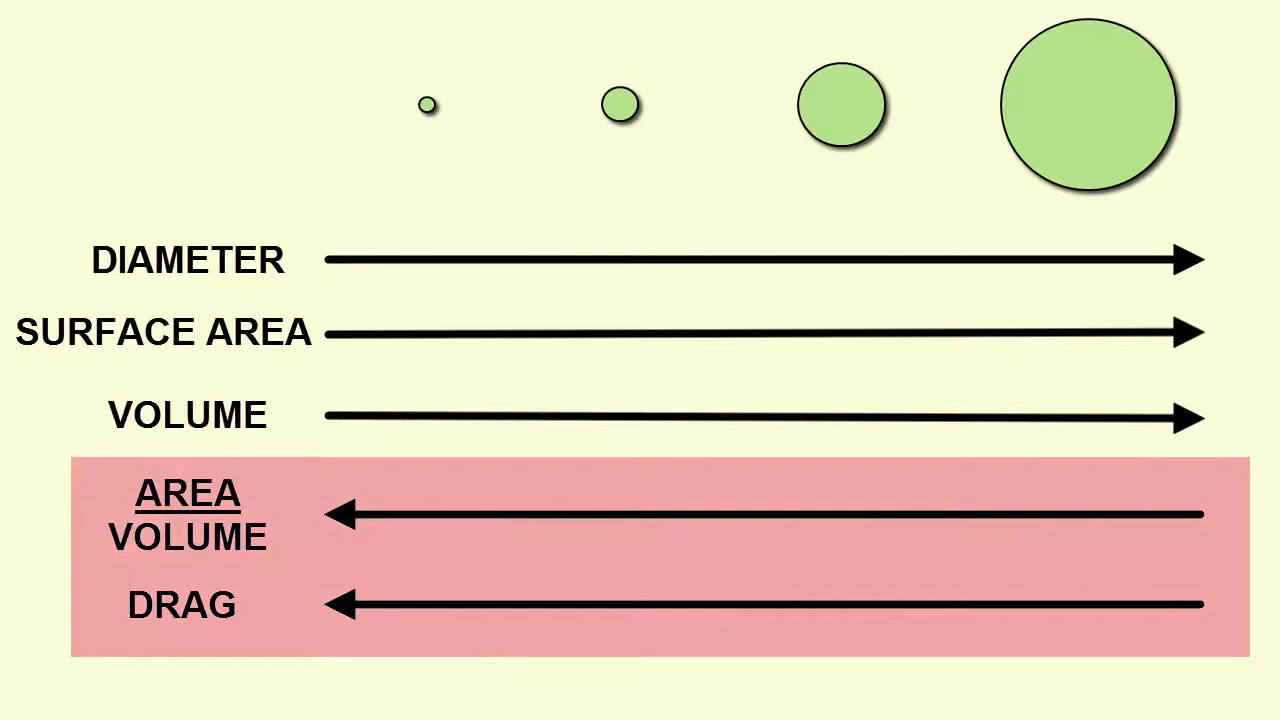 DIAMETER
SURFACE AREA
VOLUME
AREA
VOLUME
DRAG